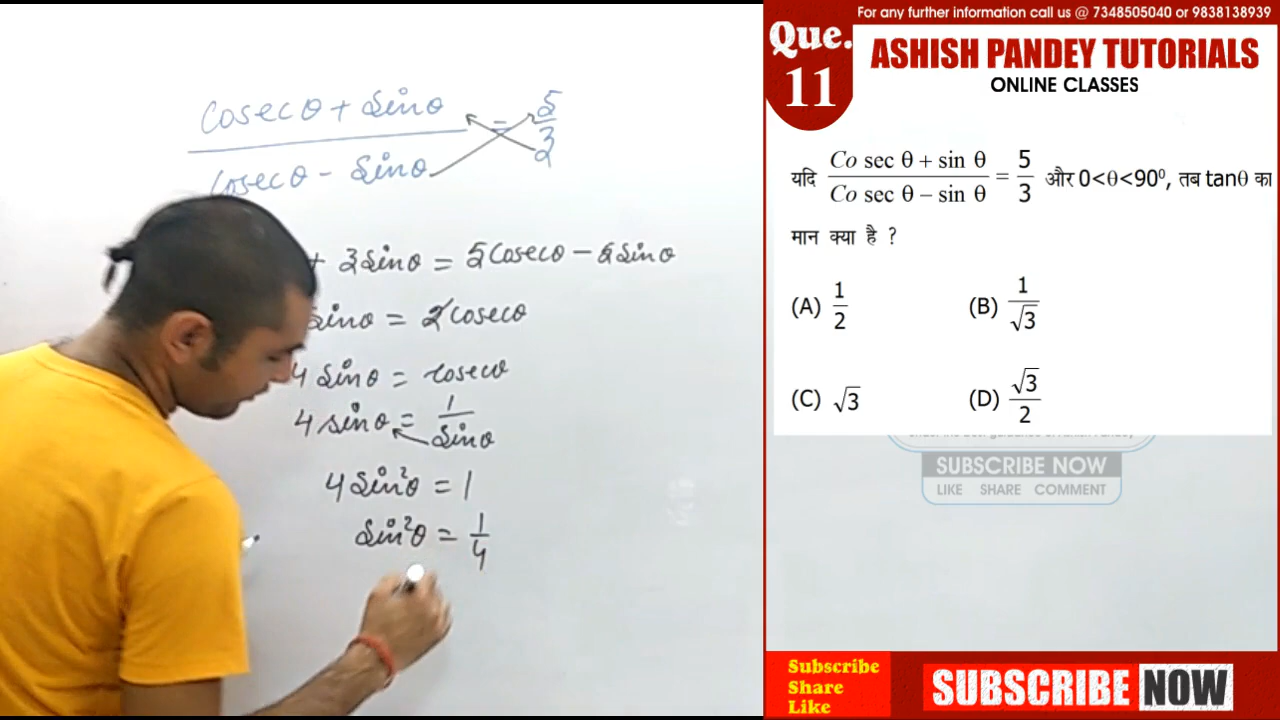 Cosecθ + Sinθ / Cosecθ - Sinθ = 5/3
+ 3Sinθ = 5Cosecθ - 5Sinθ
Sinθ = 2Cosecθ
4 Sinθ = Cosecθ
4 sinθ = 1/Sinθ
4 Sin²θ = 1
Sin²θ = 1/4
For any further information call us @ 7348505040 or 9838138939
Que. 11
ASHISH PANDEY TUTORIALS
ONLINE CLASSES
यदि (Co sec θ + sin θ)/(Co sec θ – sin θ) = 5/3 और 0<θ<90⁰, तब tanθ का
मान क्या है ?
(A) 1/2 (B) 1/√3
(C) √3 (D) √3/2
SUBSCRIBE NOW
LIKE SHARE COMMENT
Subscribe
Share
Like
SUBSCRIBE NOW